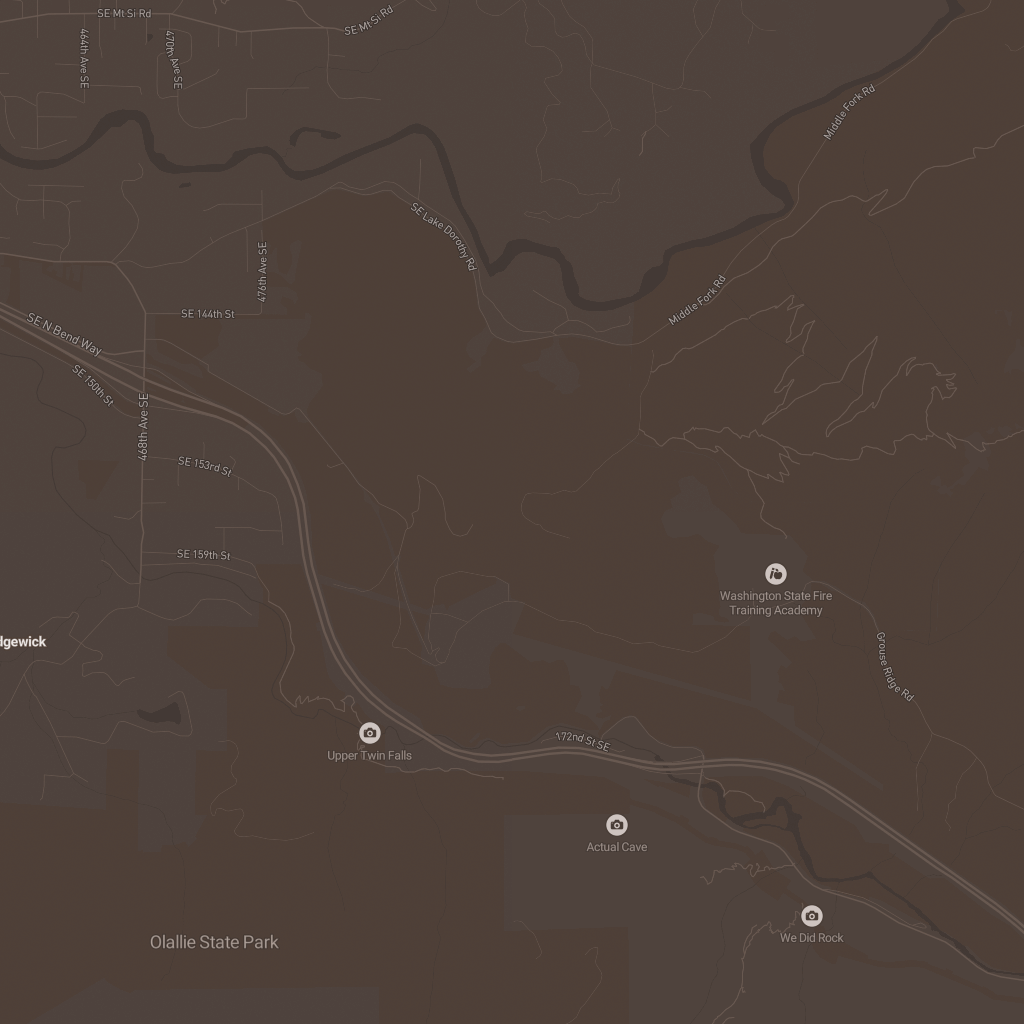 SE Mt Si Rd
SE Mt Si Rd
464th Ave SE
470th Ave SE
Middle Fork Rd
SE Lake Dorothy Rd
476th Ave SE
SE 144th St
Middle Fork Rd
SE N Bend Way
SE 150th St
468th Ave SE
SE 153rd St
SE 159th St
Washington State Fire
Training Academy
dgewick
Grouse Ridge Rd
Upper Twin Falls
172nd St SE
Actual Cave
We Did Rock
Olallie State Park